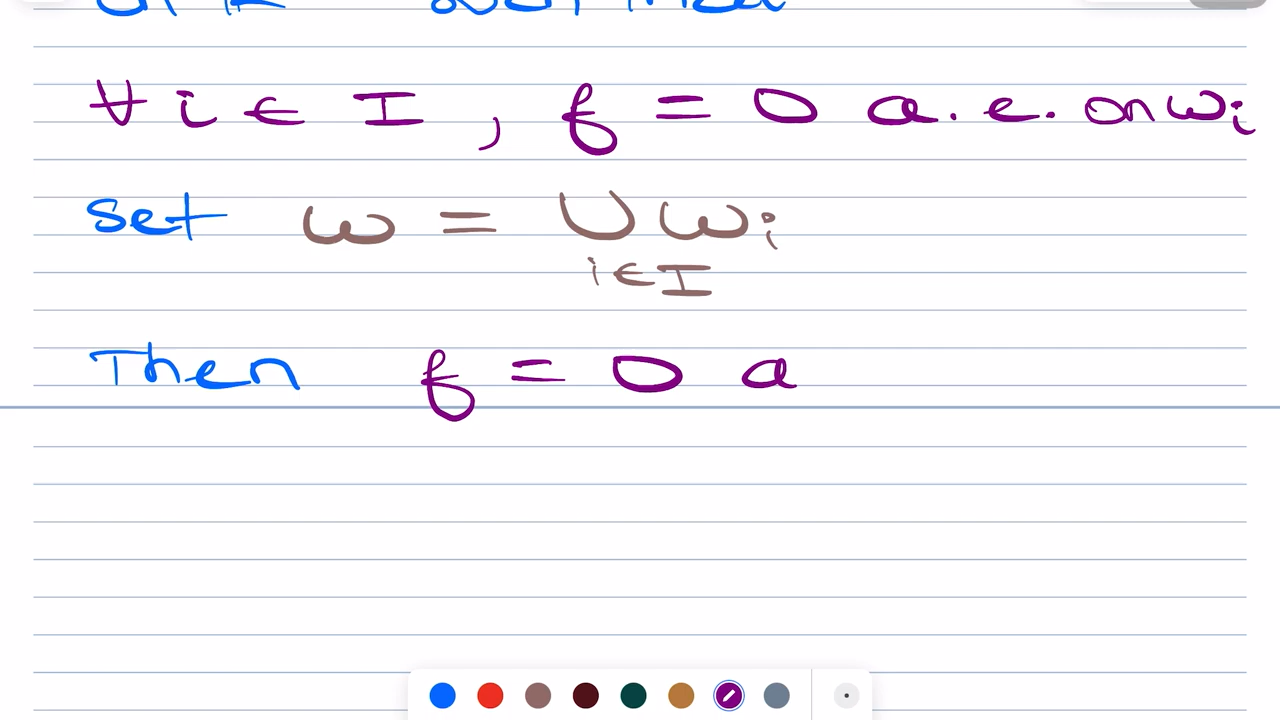 ∀ i ∈ I , f = 0 a.e. on ωi
Set ω = ∪ ωi
i ∈ I
Then f = 0 a